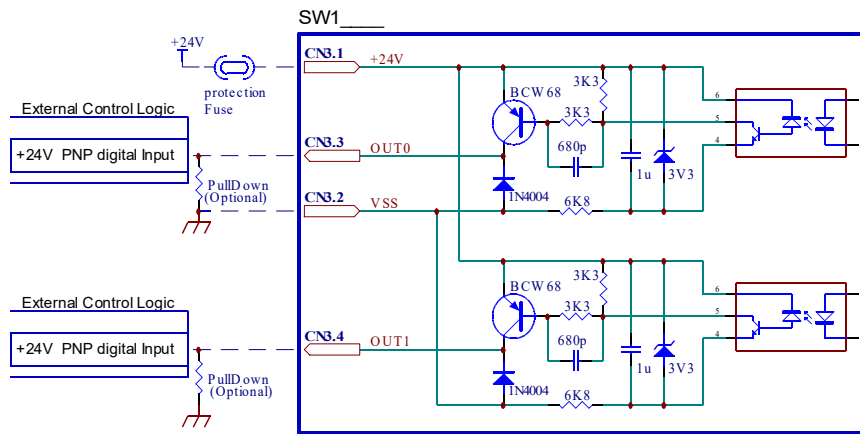 SW1____
+24V
CN3.1
+24V
protection
Fuse
3K3
BCW68
3K3
680p
6
5
4
External Control Logic
+24V PNP digital Input
CN3.3
OUT0
PullDown
(Optional)
CN3.2
VSS
IN4004
6K8
1u
3V3
3K3
BCW68
3K3
680p
6
5
4
External Control Logic
+24V PNP digital Input
CN3.4
OUT1
PullDown
(Optional)
IN4004
6K8
1u
3V3